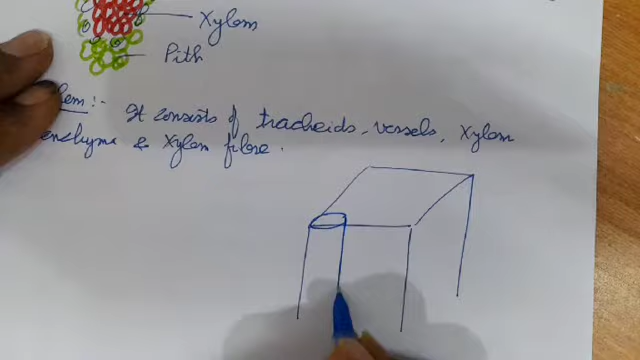 Xylem
Pith
:- It consists of tracheids, vessels, Xylem
& Xylem fibre.